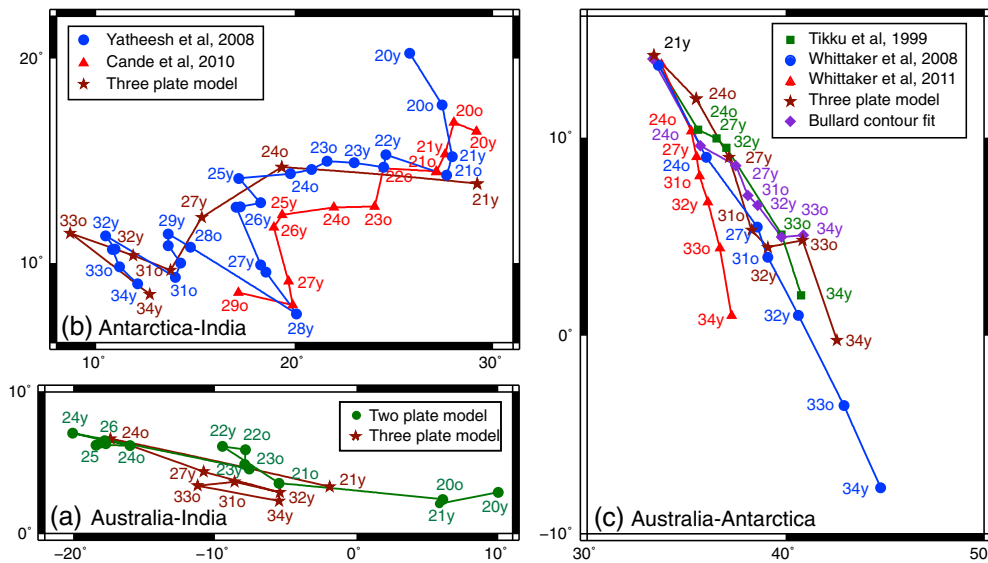 Yatheesh et al, 2008
Cande et al, 2010
Three plate model
20y
20o
20o
20y
21y
21y
21o
21o
21y
22y
22o
23y
23o
24o
24o
25y
25y
26y
26y
24o
23o
27y
27y
27y
28o
28y
29y
29o
31o
31o
32y
32y
33o
33o
34y
34y
(b) Antarctica-India
20°
10°
10°
20°
30°
Two plate model
Three plate model
24y
26
24o
25
24o
22y
22o
23o
23y
21o
27y
33o
31o
32y
34y
21y
20o
21y
20y
(a) Australia-India
10°
0°
−20°
−10°
0°
10°
Tikku et al, 1999
Whittaker et al, 2008
Whittaker et al, 2011
Three plate model
Bullard contour fit
21y
24o
24o
24o
24o
27y
27y
27y
27y
27y
32y
31o
31o
31o
31o
32y
32y
32y
33o
33o
33o
33o
33o
34y
34y
34y
34y
34y
(c) Australia-Antarctica
10°
0°
−10°
30°
40°
50°